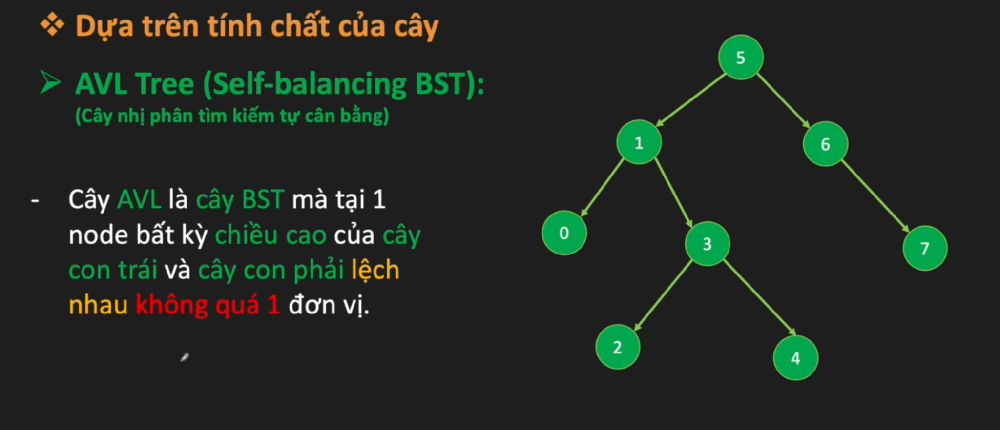 Dựa trên tính chất của cây
AVL Tree (Self-balancing BST):
(Cây nhị phân tìm kiếm tự cân bằng)
- Cây AVL là cây BST mà tại 1
node bất kỳ chiều cao của cây
con trái và cây con phải lệch
nhau không quá 1 đơn vị.
5
1
6
0
3
7
2
4